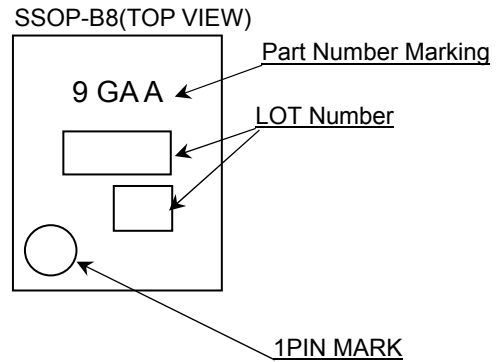 SSOP-B8(TOP VIEW)
Part Number Marking
9 GA A
LOT Number
1PIN MARK